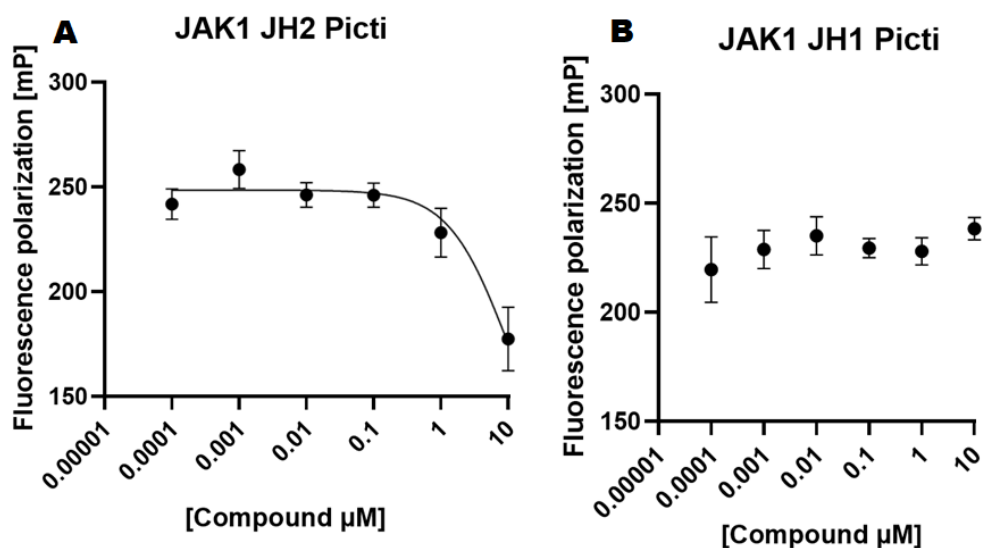 A
JAK1 JH2 Picti
Fluorescence polarization [mP]
300
250
200
150
0.00001
0.0001
0.001
0.01
0.1
1
10
[Compound µM]
B
JAK1 JH1 Picti
Fluorescence polarization [mP]
300
250
200
150
0.00001
0.0001
0.001
0.01
0.1
1
10
[Compound µM]